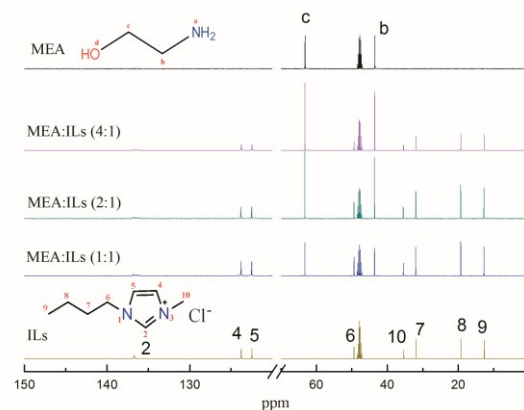 MEA
HO
d
c
b
a
NH2
c
b
MEA:ILs (4:1)
MEA:ILs (2:1)
MEA:ILs (1:1)
ILs
9
8
7
6
5
4
10
N
1
N+
3
2
Cl-
2
4
5
6
10
7
8
9
150 140 130 60 40 20
ppm